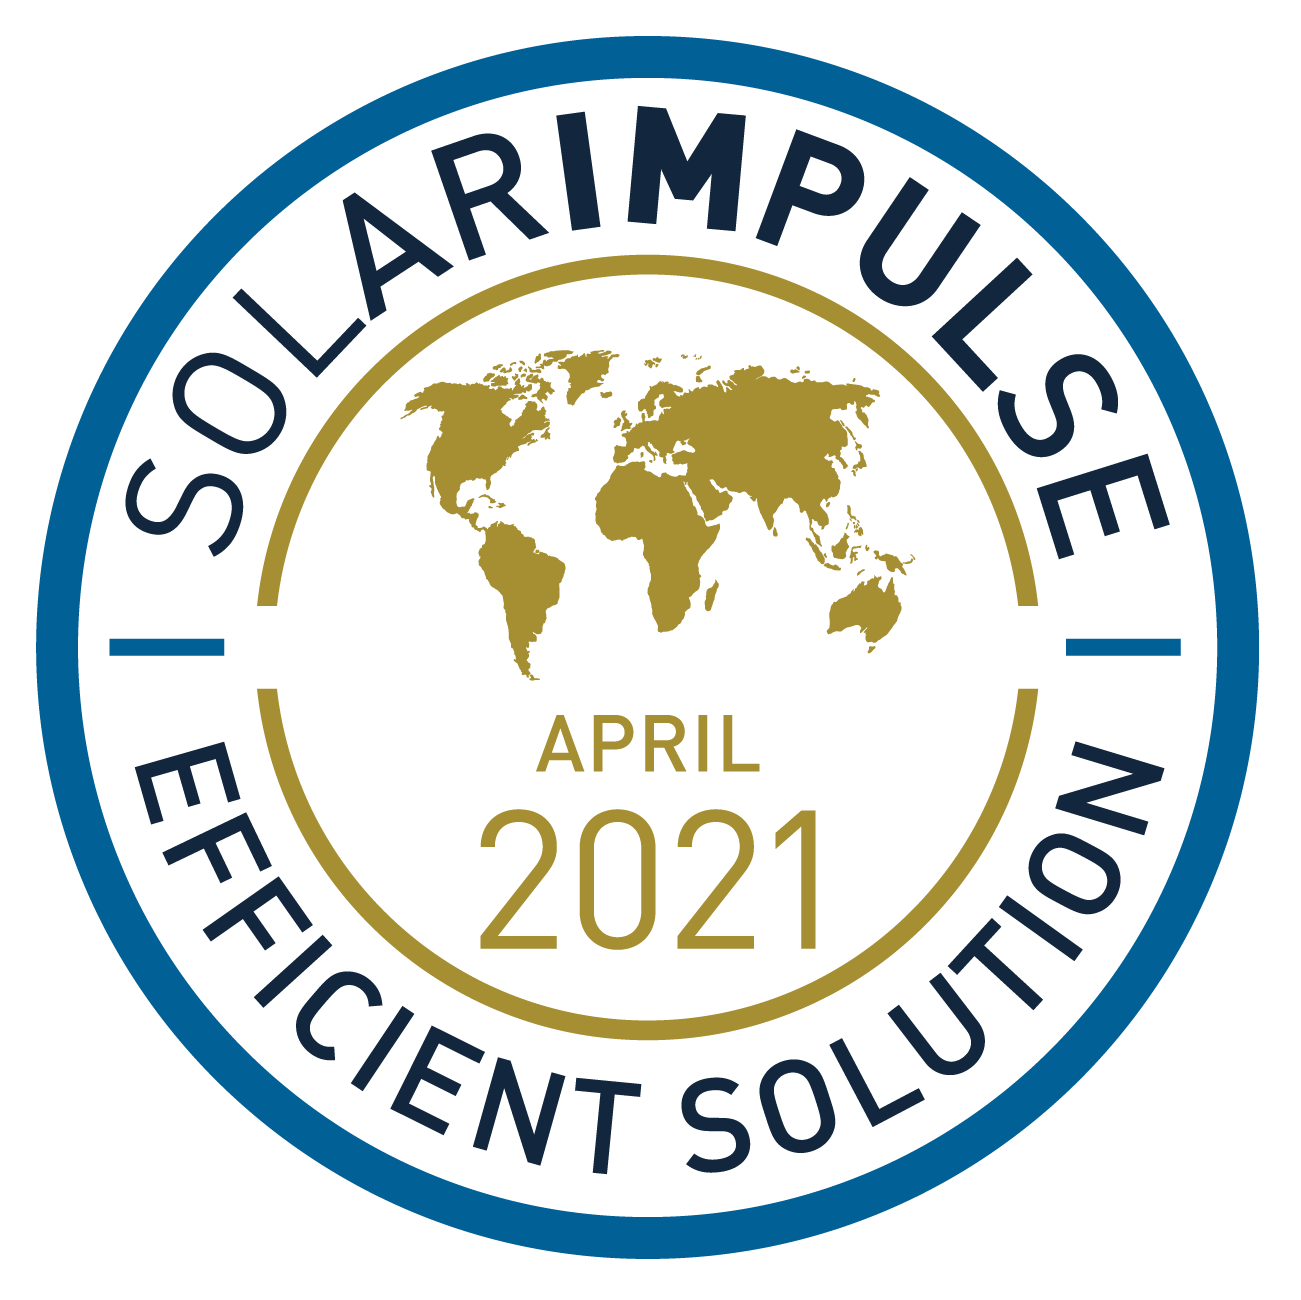 SOLARIMPULSE
APRIL
2021
EFFICIENT SOLUTION